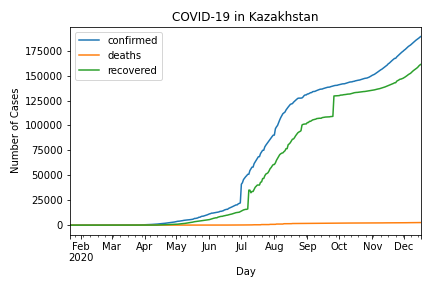 COVID-19 in Kazakhstan
confirmed
deaths
recovered
Number of Cases
175000
150000
125000
100000
75000
50000
25000
0
Feb Mar Apr May Jun Jul Aug Sep Oct Nov Dec
2020
Day